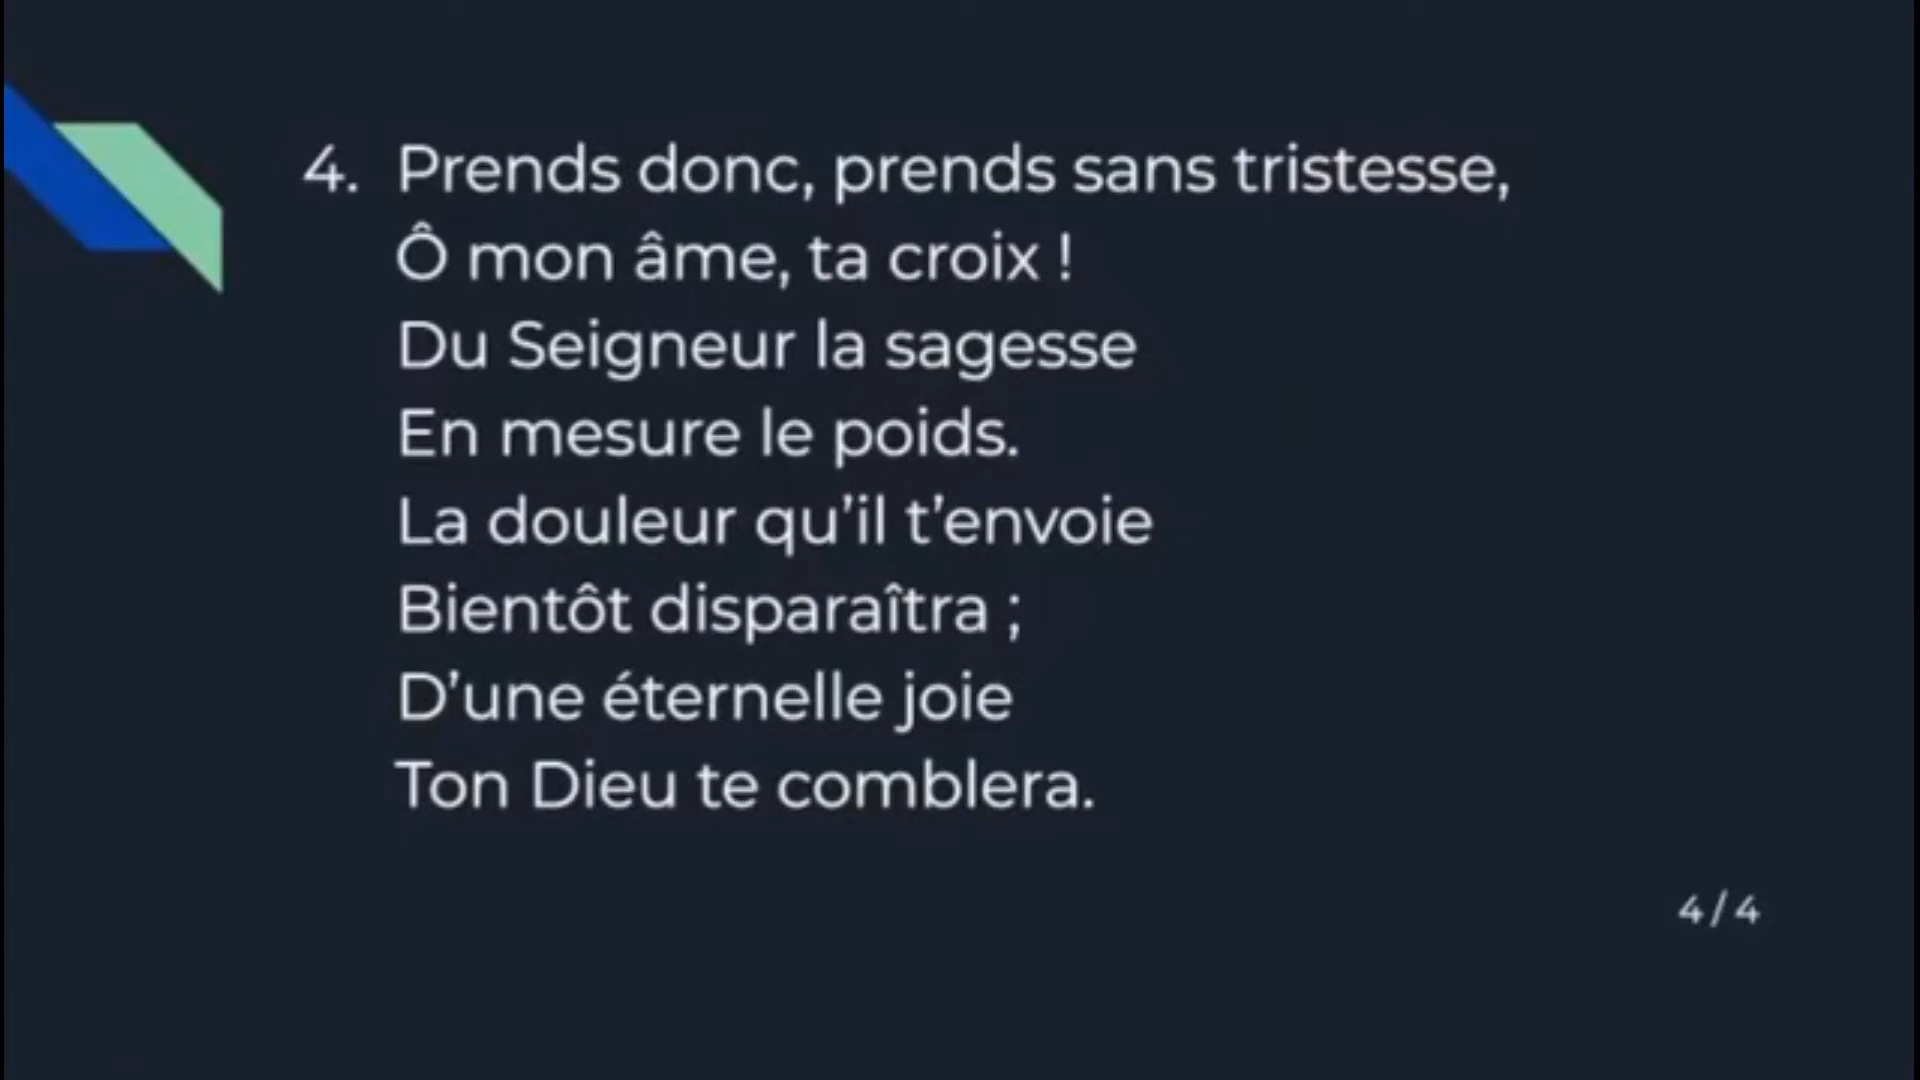 4. Prends donc, prends sans tristesse,
Ô mon âme, ta croix !
Du Seigneur la sagesse
En mesure le poids.
La douleur qu’il t’envoie
Bientôt disparaîtra ;
D’une éternelle joie
Ton Dieu te comblera.
4 / 4